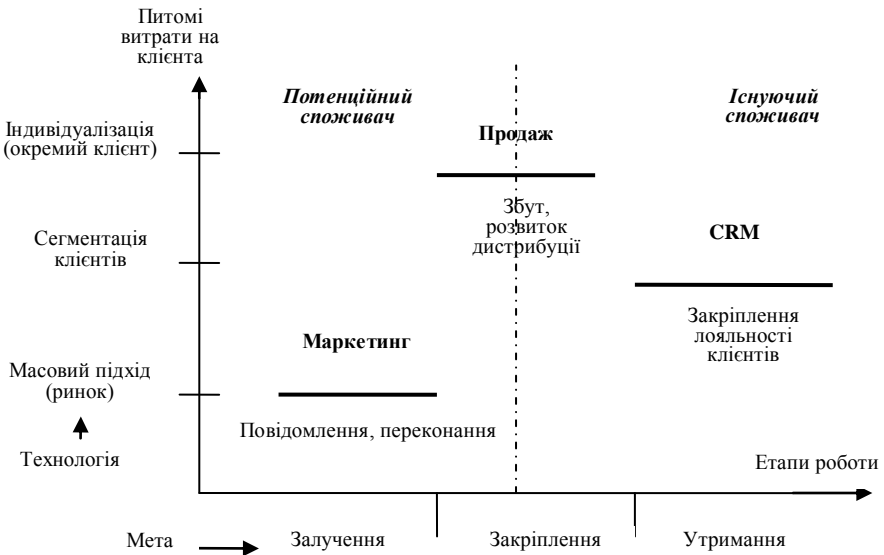 Питомі
витрати на
клієнта
Потенційний
споживач
Існуючий
споживач
Індивідуалізація
(окремий клієнт)
Продаж
Збут,
розвиток
дистрибуції
Сегментація
клієнтів
CRM
Закріплення
лояльності
клієнтів
Маркетинг
Масовий підхід
(ринок)
Повідомлення, переконання
Технологія
Етапи роботи
Мета
Залучення
Закріплення
Утримання